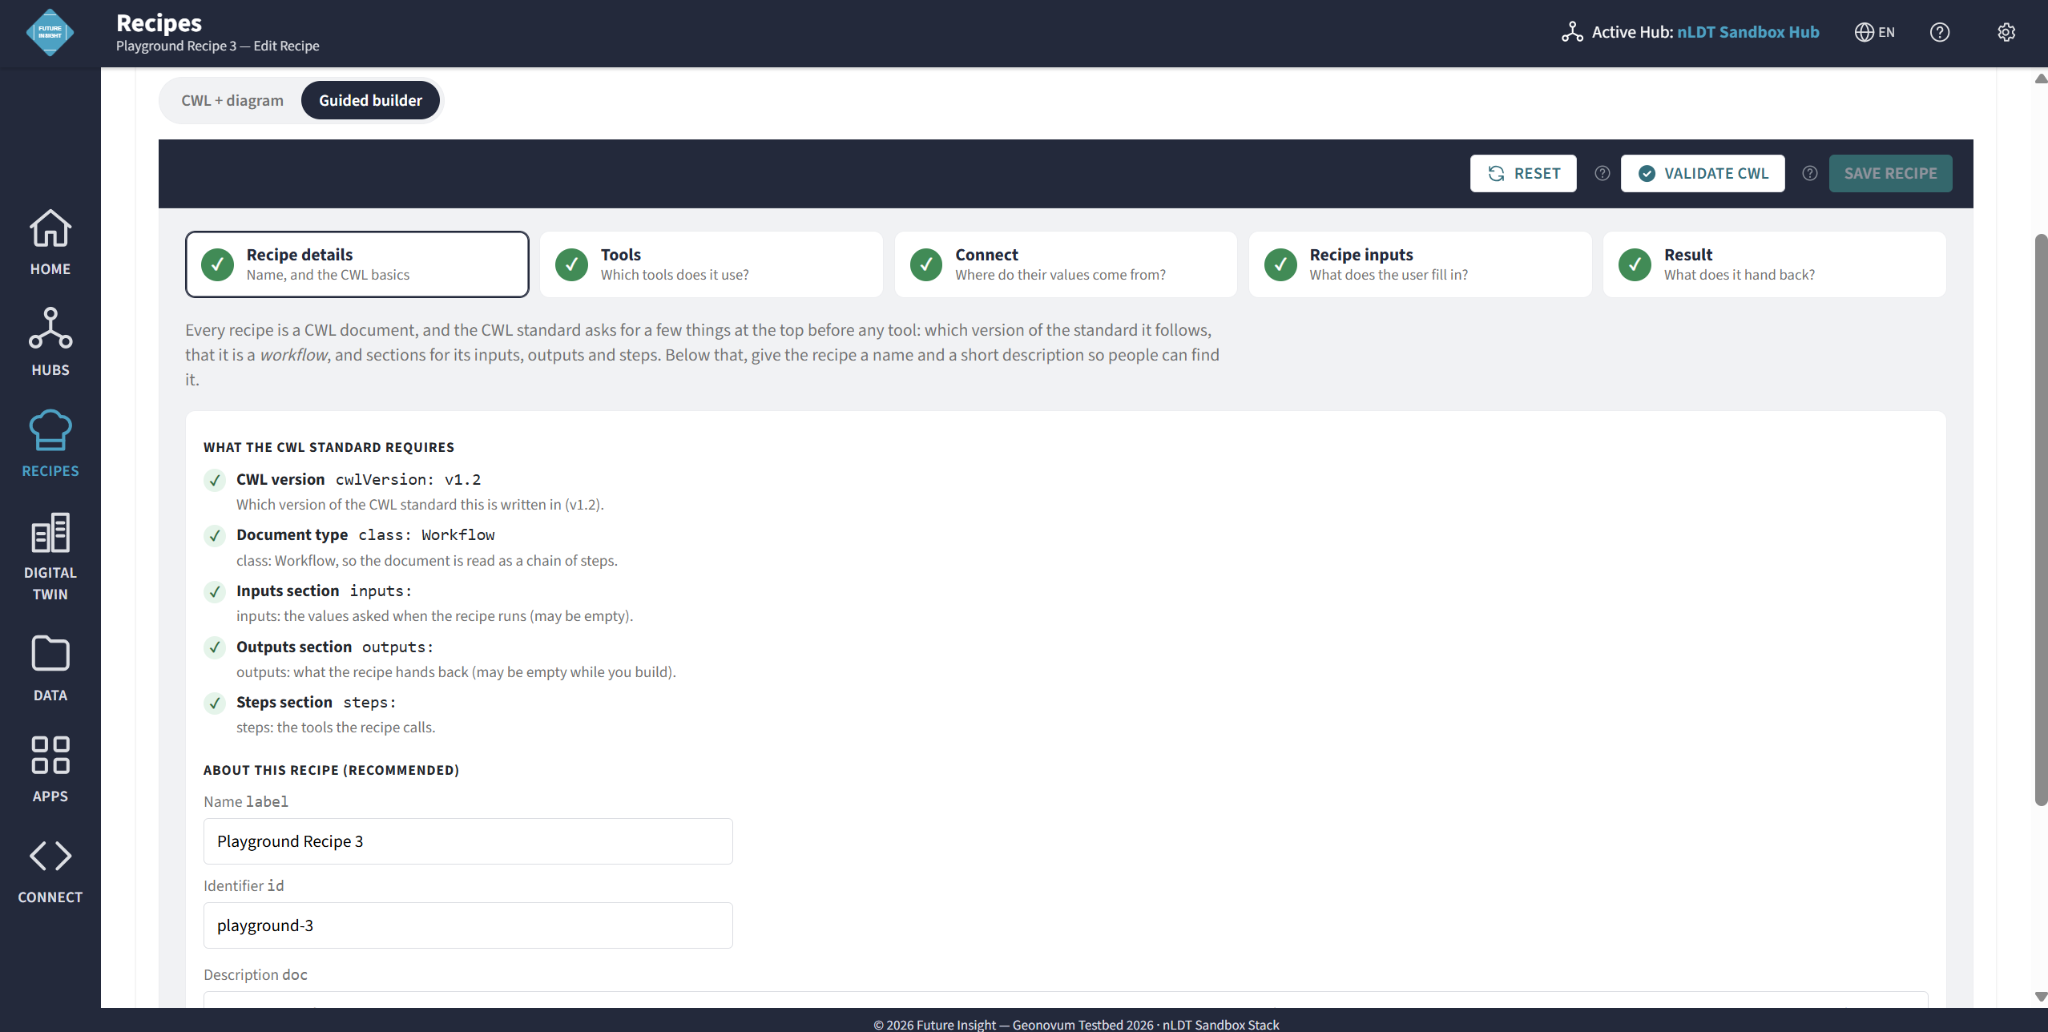 FUTURE
INSIGHT
Recipes
Playground Recipe 3 — Edit Recipe
Active Hub: nLDT Sandbox Hub
EN
HOME
HUBS
RECIPES
DIGITAL
TWIN
DATA
APPS
CONNECT
CWL + diagram
Guided builder
RESET
VALIDATE CWL
SAVE RECIPE
Recipe details
Name, and the CWL basics
Tools
Which tools does it use?
Connect
Where do their values come from?
Recipe inputs
What does the user fill in?
Result
What does it hand back?
Every recipe is a CWL document, and the CWL standard asks for a few things at the top before any tool: which version of the standard it follows,
that it is a workflow, and sections for its inputs, outputs and steps. Below that, give the recipe a name and a short description so people can find
it.
WHAT THE CWL STANDARD REQUIRES
CWL version cwlVersion: v1.2
Which version of the CWL standard this is written in (v1.2).
Document type class: Workflow
class: Workflow, so the document is read as a chain of steps.
Inputs section inputs:
inputs: the values asked when the recipe runs (may be empty).
Outputs section outputs:
outputs: what the recipe hands back (may be empty while you build).
Steps section steps:
steps: the tools the recipe calls.
ABOUT THIS RECIPE (RECOMMENDED)
Name label
Playground Recipe 3
Identifier id
playground-3
Description doc
© 2026 Future Insight — Geonovum Testbed 2026 · nLDT Sandbox Stack